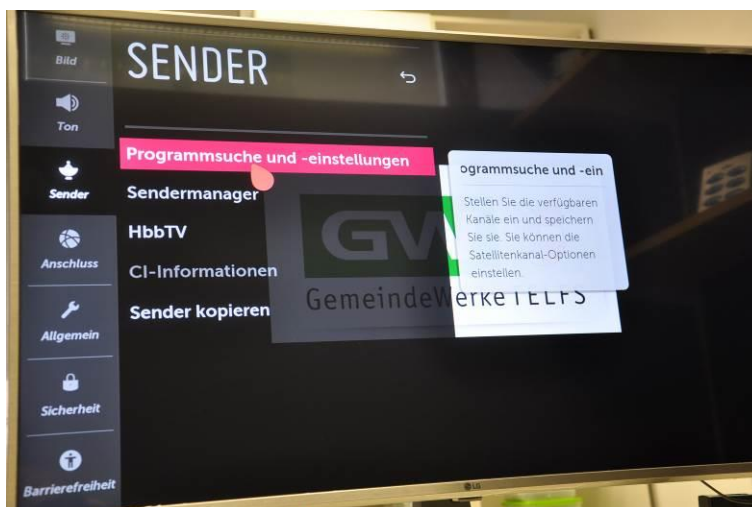 Bild
Ton
Sender
Anschluss
Allgemein
Sicherheit
Barrierefreiheit
SENDER
Programmsuche und -einstellungen
Sendermanager
HbbTV
CI-Informationen
Sender kopieren
ogrammsuche und -ein
Stellen Sie die verfügbaren
Kanäle ein und speichern
Sie sie. Sie können die
Satellitenkanal-Optionen
einstellen.
GW
GemeindeWerkeTELFS
LG